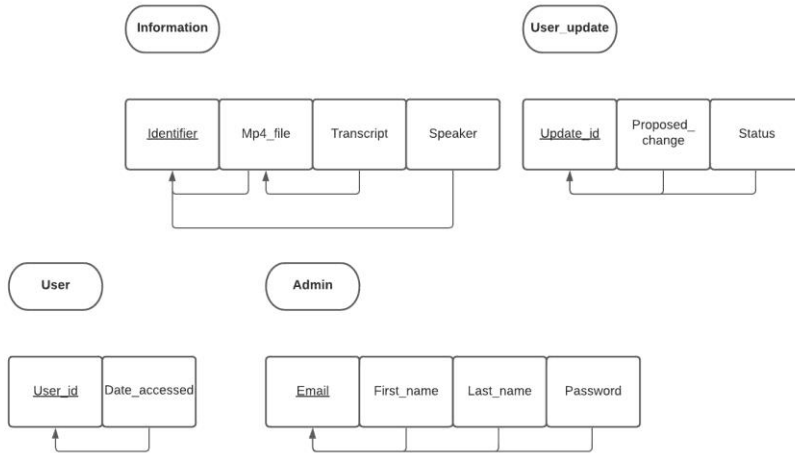 Information
User_update
Identifier
Mp4_file
Transcript
Speaker
Update_id
Proposed_
change
Status
User
Admin
User_id
Date_accessed
Email
First_name
Last_name
Password